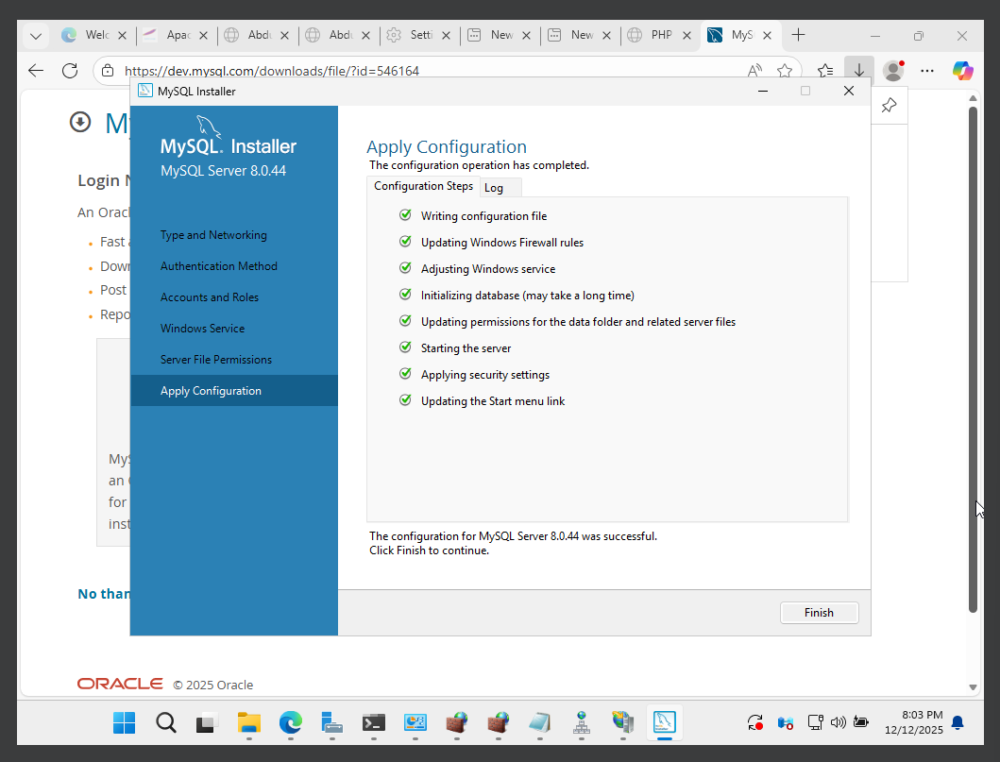 Welc
Apac
Abdu
Abdu
Setti
New
New
PHP
MyS
https://dev.mysql.com/downloads/file/?id=546164
MySQL Installer
My
MySQL. Installer
MySQL Server 8.0.44
Login N
An Orac
Fast
Down
Post
Repo
MyS
an
for
inst
No than
Type and Networking
Authentication Method
Accounts and Roles
Windows Service
Server File Permissions
Apply Configuration
Apply Configuration
The configuration operation has completed.
Configuration Steps Log
Writing configuration file
Updating Windows Firewall rules
Adjusting Windows service
Initializing database (may take a long time)
Updating permissions for the data folder and related server files
Starting the server
Applying security settings
Updating the Start menu link
The configuration for MySQL Server 8.0.44 was successful.
Click Finish to continue.
Finish
ORACLE © 2025 Oracle
8:03 PM
12/12/2025